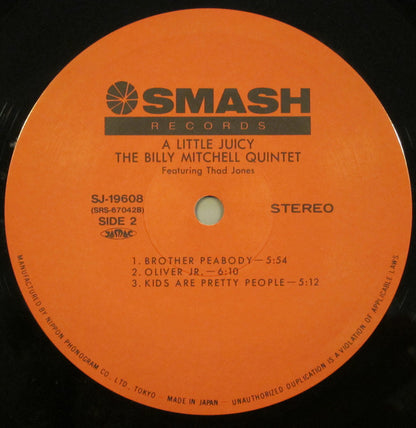 SMASH
RECORDS
A LITTLE JUICY
THE BILLY MITCHELL QUINTET
Featuring Thad Jones
SJ-19608
(SRS-67042B)
SIDE 2
JASRAC
STEREO
1. BROTHER PEABODY—5:54
2. OLIVER JR.—6:10
3. KIDS ARE PRETTY PEOPLE—5:12
MANUFACTURED BY NIPPON PHONOGRAM CO., LTD., TOKYO – MADE IN JAPAN – UNAUTHORIZED DUPLICATION IS A VIOLATION OF APPLICABLE LAWS.